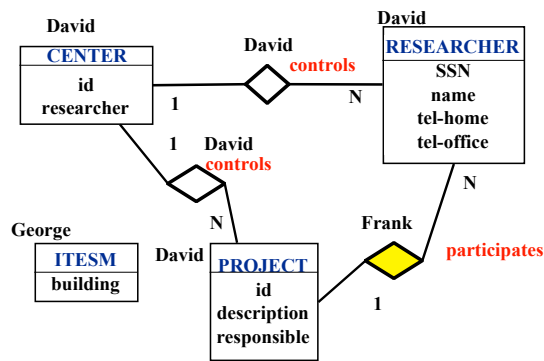 David
CENTER
id
researcher
David
controls
1
N
David
RESEARCHER
SSN
name
tel-home
tel-office
1
David
controls
N
N
George
ITESM
building
David
PROJECT
id
description
responsible
Frank
participates
1